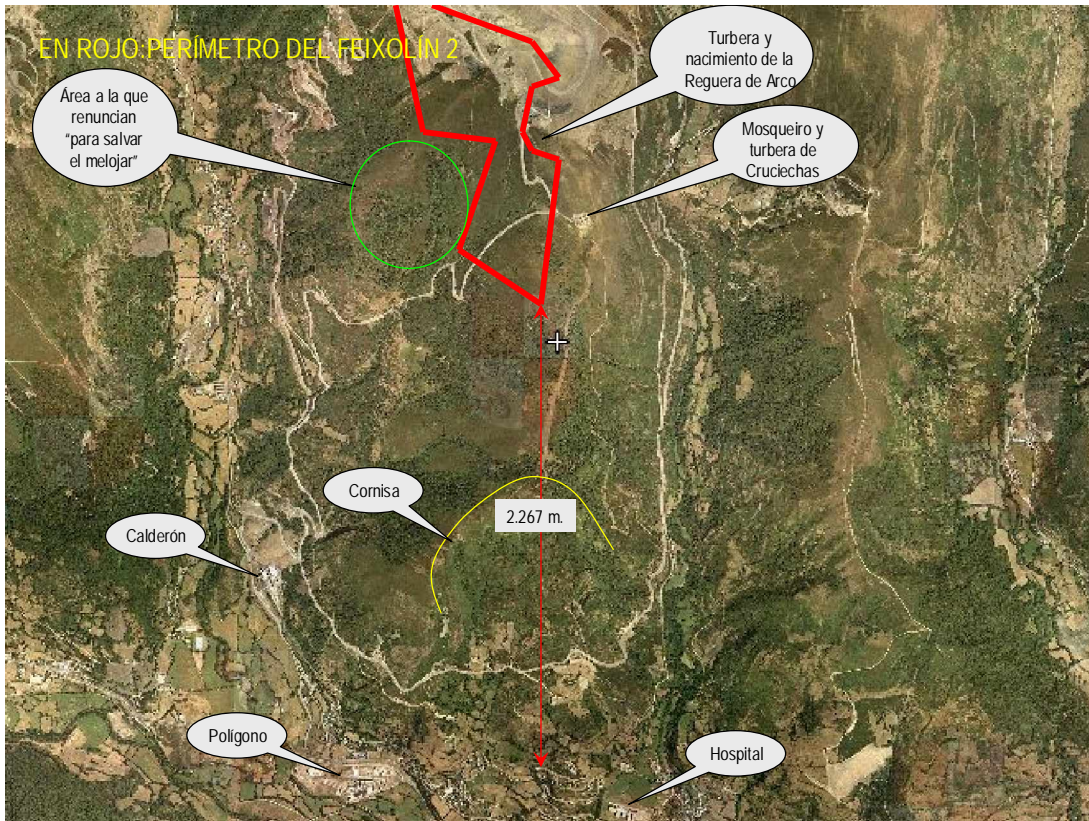 EN ROJO:PERÍMETRO DEL FEIXOLÍN 2
Turbera y
nacimiento de la
Reguera de Arco
Área a la que
renuncian
“para salvar
el melojar”
Mosqueiro y
turbera de
Cruciechas
Cornisa
2.267 m.
Calderón
Polígono
Hospital